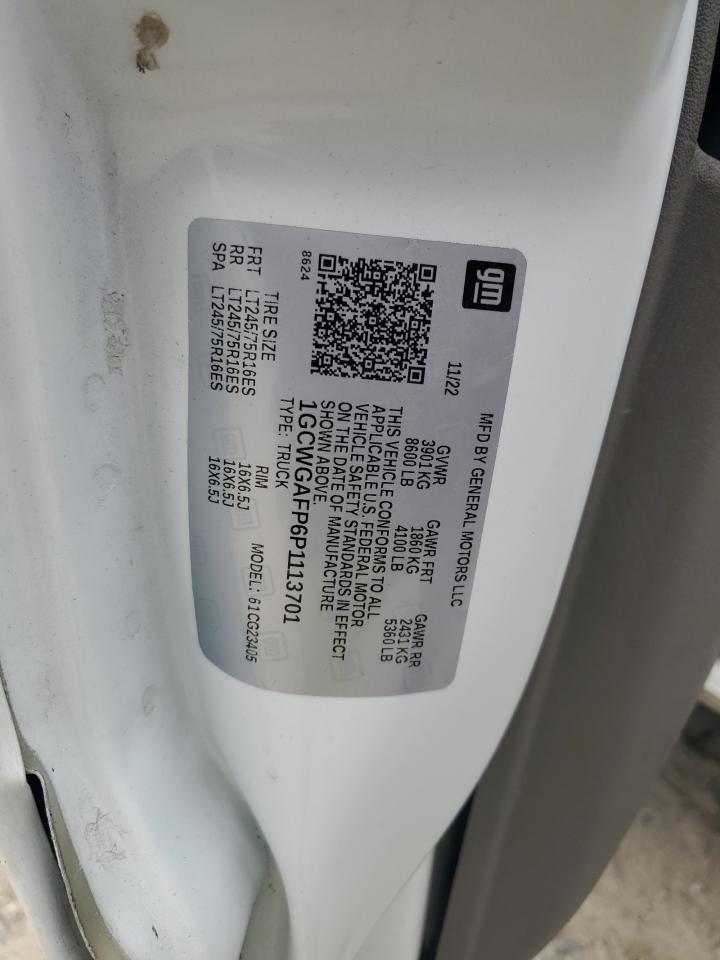 gm
MFD BY GENERAL MOTORS LLC
11/22
GVWR GAWR FRT GAWR RR
3901 KG 1860 KG 2431 KG
8600 LB 4100 LB 5360 LB
THIS VEHICLE CONFORMS TO ALL
APPLICABLE U.S. FEDERAL MOTOR
VEHICLE SAFETY STANDARDS IN EFFECT
ON THE DATE OF MANUFACTURE
SHOWN ABOVE.
1GCWGAFP6P1113701
8624
TYPE: TRUCK MODEL: 61CG23405
TIRE SIZE RIM
FRT LT245/75R16ES 16X6.5J
RR LT245/75R16ES 16X6.5J
SPA LT245/75R16ES 16X6.5J